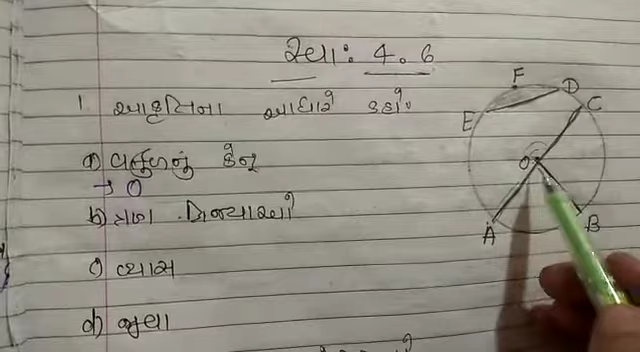 સ્વા: 4.6
1. આકૃતિના આધારે કહો.
a) વર્તુળનું કેન્દ્ર
→ O
b) ત્રણ ત્રિજ્યાઓ
c) વ્યાસ
d) જીવા
F
D
C
E
O
A
B